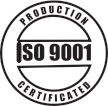 PRODUCTION
ISO 9001
CERTIFICATED